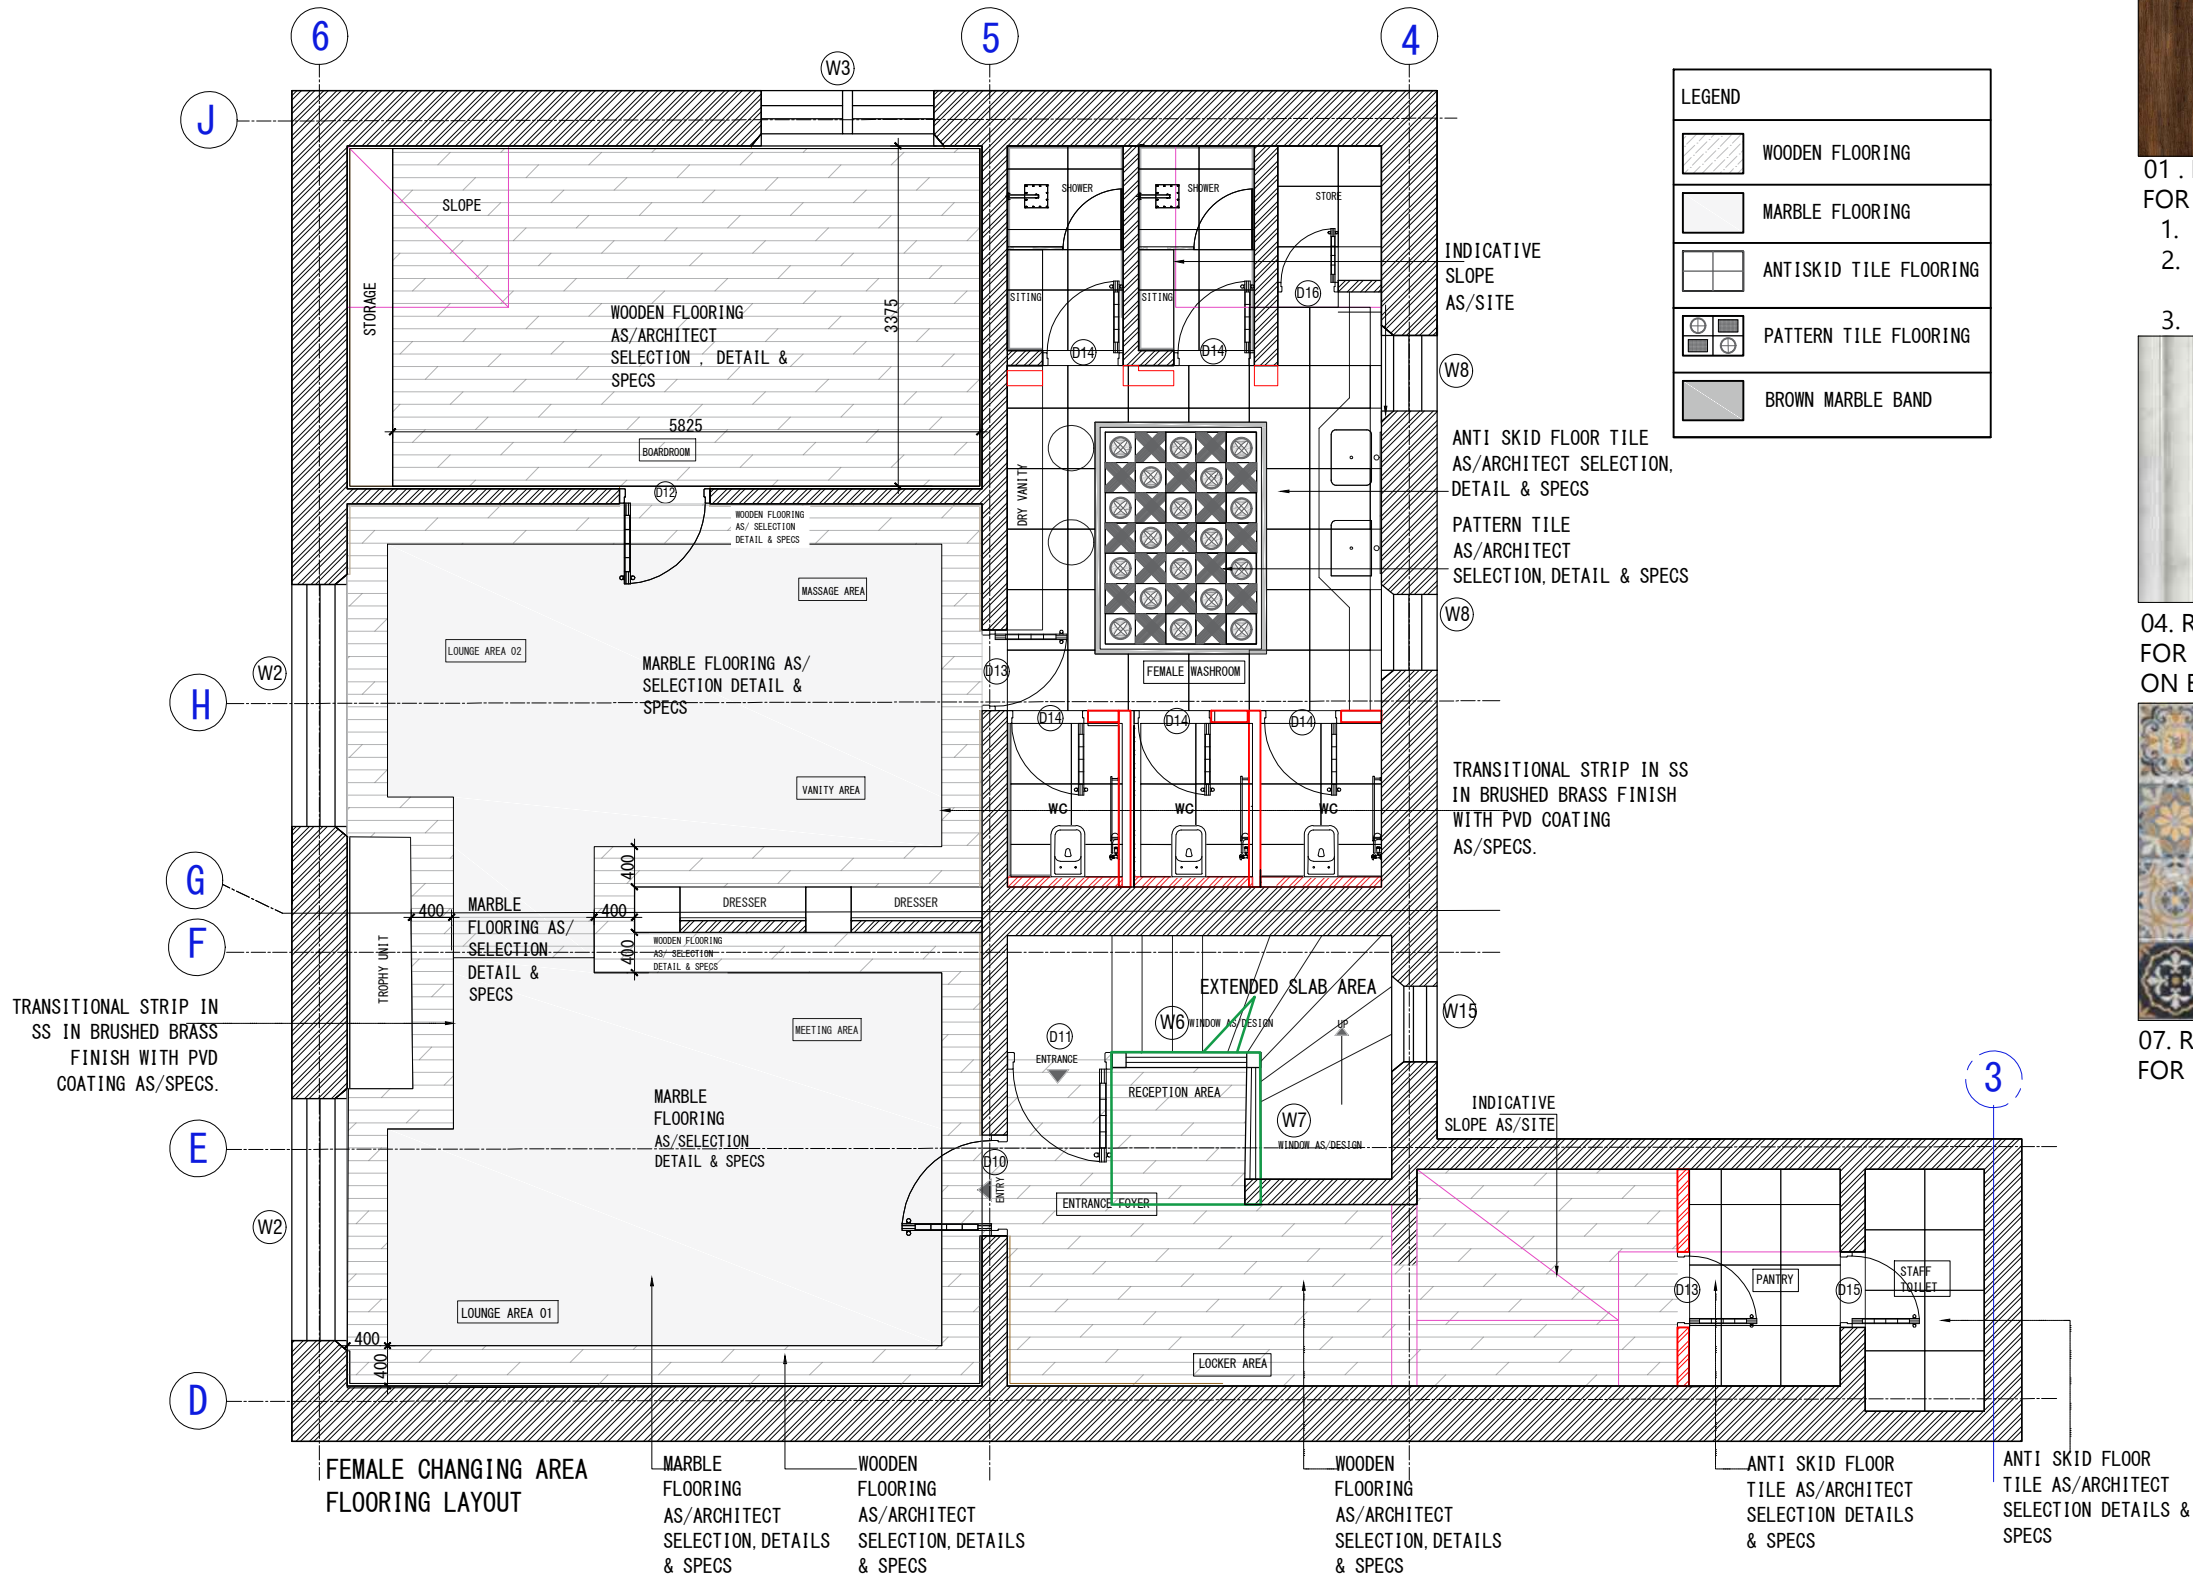 6
5
4
W3
J
LEGEND
WOODEN FLOORING
MARBLE FLOORING
ANTISKID TILE FLOORING
PATTERN TILE FLOORING
BROWN MARBLE BAND
01 .
FOR
1.
2.
3.
04. R
FOR
ON
07. R
FOR
SLOPE
STORAGE
WOODEN FLOORING
AS/ARCHITECT
SELECTION , DETAIL &
SPECS
3375
5825
BOARDROOM
D12
SHOWER
SHOWER
STORE
SITING
SITING
D14
D14
D16
INDICATIVE
SLOPE
AS/SITE
W8
ANTI SKID FLOOR TILE
AS/ARCHITECT SELECTION,
DETAIL & SPECS
PATTERN TILE
AS/ARCHITECT
SELECTION,DETAIL & SPECS
W8
DRY VANITY
WOODEN FLOORING
AS/ SELECTION
DETAIL & SPECS
MASSAGE AREA
LOUNGE AREA 02
MARBLE FLOORING AS/
SELECTION DETAIL &
SPECS
W2
H
D13
FEMALE WASHROOM
D14
D14
D14
WC
WC
WC
VANITY AREA
TRANSITIONAL STRIP IN SS
IN BRUSHED BRASS FINISH
WITH PVD COATING
AS/SPECS.
G
F
400
400
400
400
DRESSER
DRESSER
MARBLE
FLOORING AS/
SELECTION
DETAIL &
SPECS
TROPHY UNIT
WOODEN FLOORING
AS/ SELECTION
DETAIL & SPECS
TRANSITIONAL STRIP IN
SS IN BRUSHED BRASS
FINISH WITH PVD
COATING AS/SPECS.
MEETING AREA
EXTENDED SLAB AREA
W6
WINDOW AS/DESIGN
UP
W15
D11
ENTRANCE
RECEPTION AREA
W7
WINDOW AS/DESIGN
MARBLE
FLOORING
AS/SELECTION
DETAIL & SPECS
E
D10
ENTRY
ENTRANCE FOYER
INDICATIVE
SLOPE AS/SITE
3
W2
D13
PANTRY
D15
STAFF
TOILET
LOUNGE AREA 01
400
400
LOCKER AREA
D
FEMALE CHANGING AREA
FLOORING LAYOUT
MARBLE
FLOORING
AS/ARCHITECT
SELECTION,DETAILS
& SPECS
WOODEN
FLOORING
AS/ARCHITECT
SELECTION,DETAILS
& SPECS
WOODEN
FLOORING
AS/ARCHITECT
SELECTION,DETAILS
& SPECS
ANTI SKID FLOOR
TILE AS/ARCHITECT
SELECTION DETAILS
& SPECS
ANTI SKID FLOOR
TILE AS/ARCHITECT
SELECTION DETAILS &
SPECS